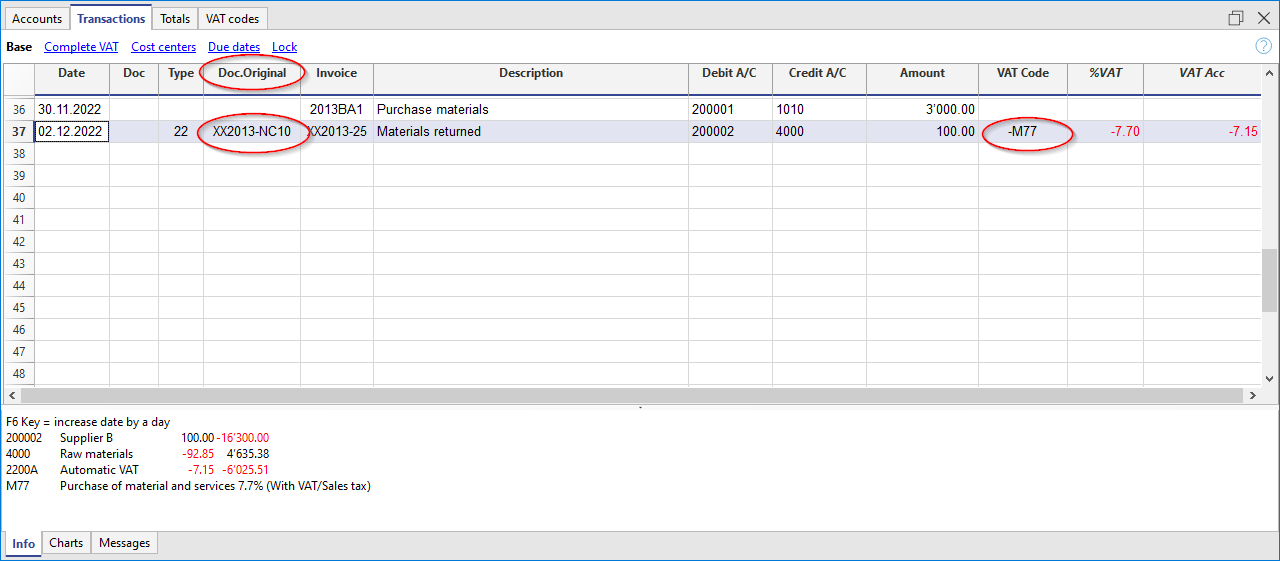 Accounts Transactions Totals VAT codes
Base Complete VAT Cost centers Due dates Lock ?
Date Doc Type Doc.Original Invoice Description Debit A/C Credit A/C Amount VAT Code %VAT VAT Acc
36 30.11.2022 2013BA1 Purchase materials 200001 1010 3'000.00
37 02.12.2022 22 XX2013-NC10 XX2013-25 Materials returned 200002 4000 100.00 -M77 -7.70 -7.15
38
39
40
41
42
43
44
45
46
47
48
F6 Key = increase date by a day
200002 Supplier B 100.00 -16'300.00
4000 Raw materials -92.85 4'635.38
2200A Automatic VAT -7.15 -6'025.51
M77 Purchase of material and services 7.7% (With VAT/Sales tax)
Info Charts Messages